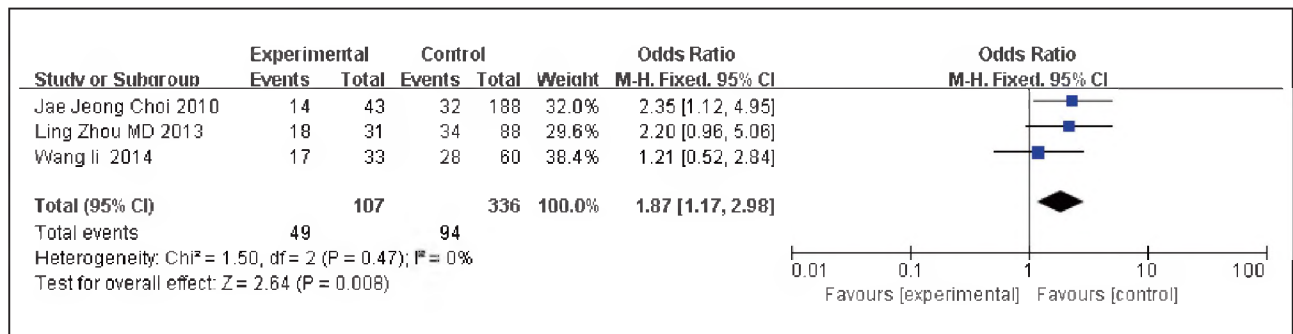 Experimental Control Odds Ratio Odds Ratio
Study or Subgroup Events Total Events Total Weight M-H. Fixed. 95% CI M-H. Fixed. 95% CI
Jae Jeong Choi 2010 14 43 32 188 32.0% 2.35 [1.12, 4.95]
Ling Zhou MD 2013 18 31 34 88 29.6% 2.20 [0.96, 5.06]
Wang li 2014 17 33 28 60 38.4% 1.21 [0.52, 2.84]
Total (95% CI) 107 336 100.0% 1.87 [1.17, 2.98]
Total events 49 94
Heterogeneity: Chi² = 1.50, df = 2 (P = 0.47); I² = 0%
Test for overall effect: Z = 2.64 (P = 0.008)
0.01 0.1 1 10 100
Favours [experimental] Favours [control]